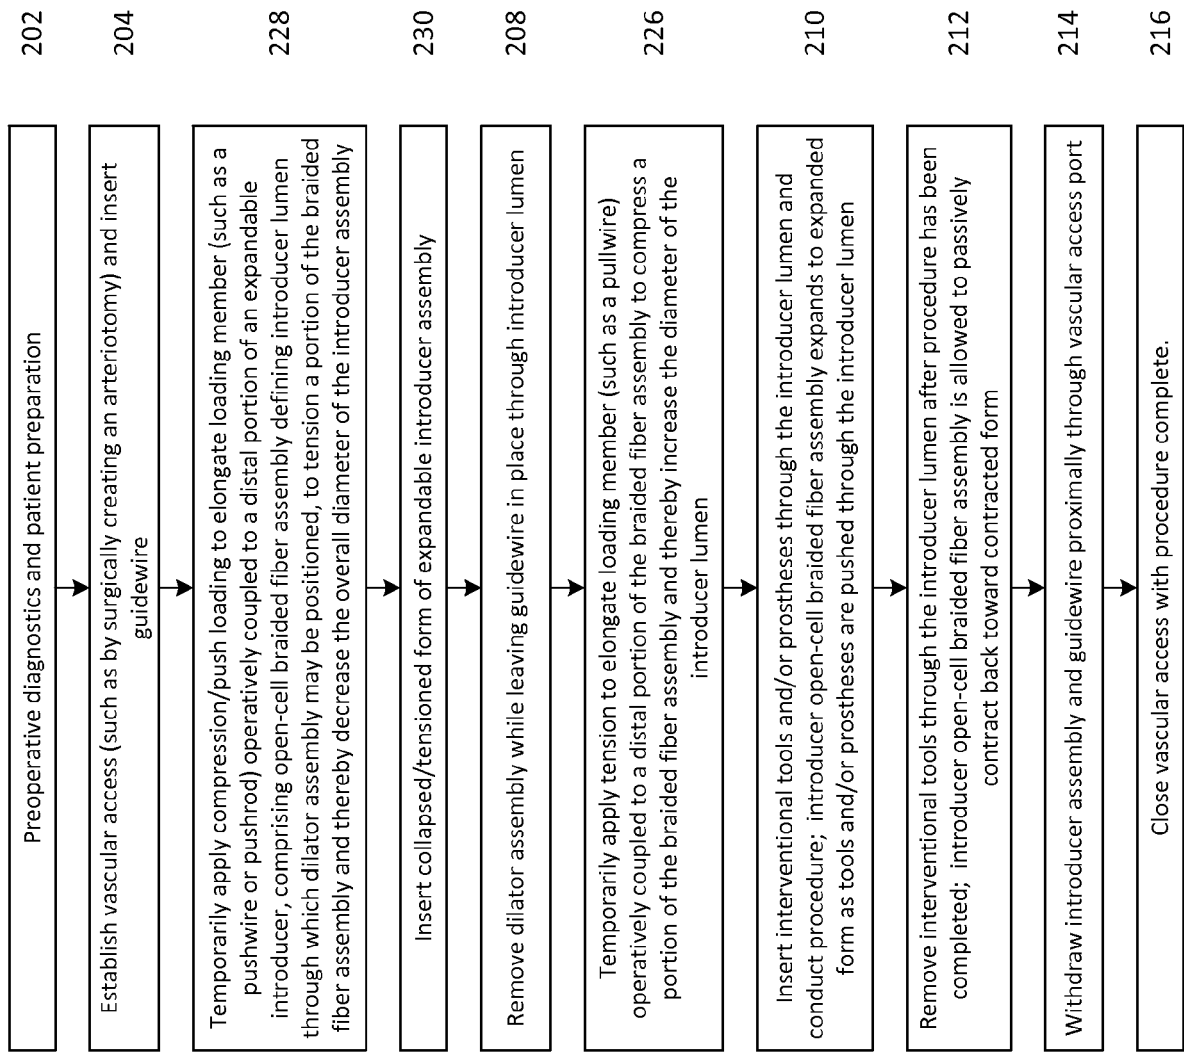 Preoperative diagnostics and patient preparation
202
Establish vascular access (such as by surgically creating an arteriotomy) and insert
guidewire
204
Temporarily apply compression/push loading to elongate loading member (such as a
pushwire or pushrod) operatively coupled to a distal portion of an expandable
introducer, comprising open-cell braided fiber assembly defining introducer lumen
through which dilator assembly may be positioned, to tension a portion of the braided
fiber assembly and thereby decrease the overall diameter of the introducer assembly
228
Insert collapsed/tensioned form of expandable introducer assembly
230
Remove dilator assembly while leaving guidewire in place through introducer lumen
208
Temporarily apply tension to elongate loading member (such as a pullwire)
operatively coupled to a distal portion of the braided fiber assembly to compress a
portion of the braided fiber assembly and thereby increase the diameter of the
introducer lumen
226
Insert interventional tools and/or prostheses through the introducer lumen and
conduct procedure; introducer open-cell braided fiber assembly expands to expanded
form as tools and/or prostheses are pushed through the introducer lumen
210
Remove interventional tools through the introducer lumen after procedure has been
completed; introducer open-cell braided fiber assembly is allowed to passively
contract back toward contracted form
212
Withdraw introducer assembly and guidewire proximally through vascular access port
214
Close vascular access with procedure complete.
216